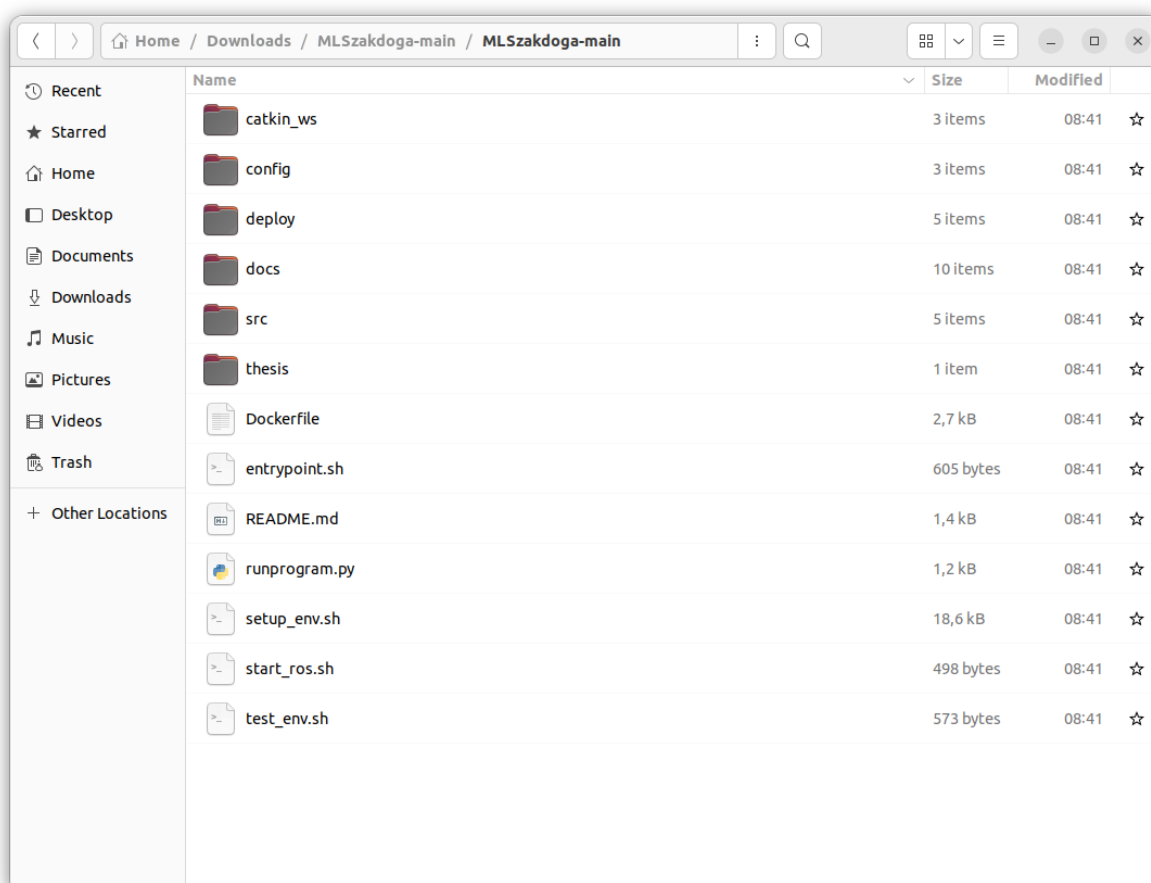 Home / Downloads / MLSzakdoga-main / MLSzakdoga-main
Name Size Modified
Recent
Starred
Home
Desktop
Documents
Downloads
Music
Pictures
Videos
Trash
Other Locations
catkin_ws 3 items 08:41
config 3 items 08:41
deploy 5 items 08:41
docs 10 items 08:41
src 5 items 08:41
thesis 1 item 08:41
Dockerfile 2,7 kB 08:41
entrypoint.sh 605 bytes 08:41
README.md 1,4 kB 08:41
runprogram.py 1,2 kB 08:41
setup_env.sh 18,6 kB 08:41
start_ros.sh 498 bytes 08:41
test_env.sh 573 bytes 08:41